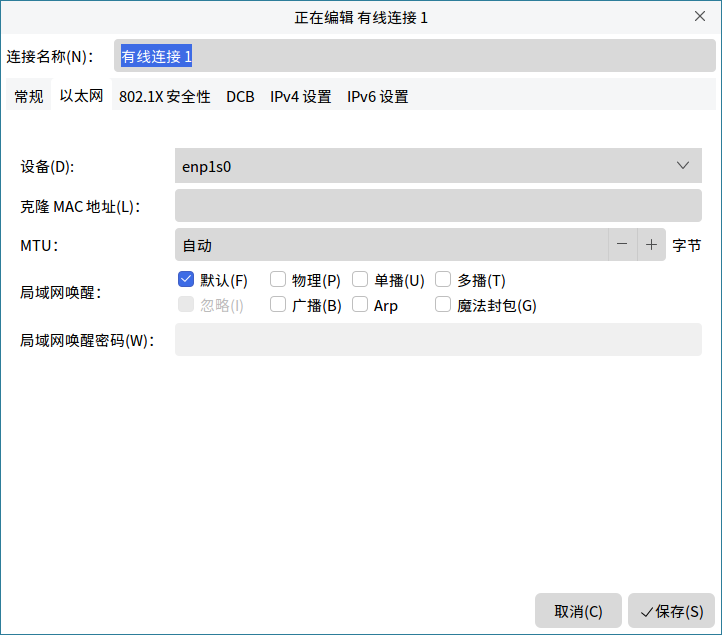 正在编辑 有线连接 1
连接名称(N)： 有线连接 1
常规 以太网 802.1X 安全性 DCB IPv4 设置 IPv6 设置
设备(D): enp1s0
克隆 MAC 地址(L)：
MTU： 自动 − + 字节
局域网唤醒： 默认(F) 物理(P) 单播(U) 多播(T)
忽略(I) 广播(B) Arp 魔法封包(G)
局域网唤醒密码(W)：
取消(C) 保存(S)